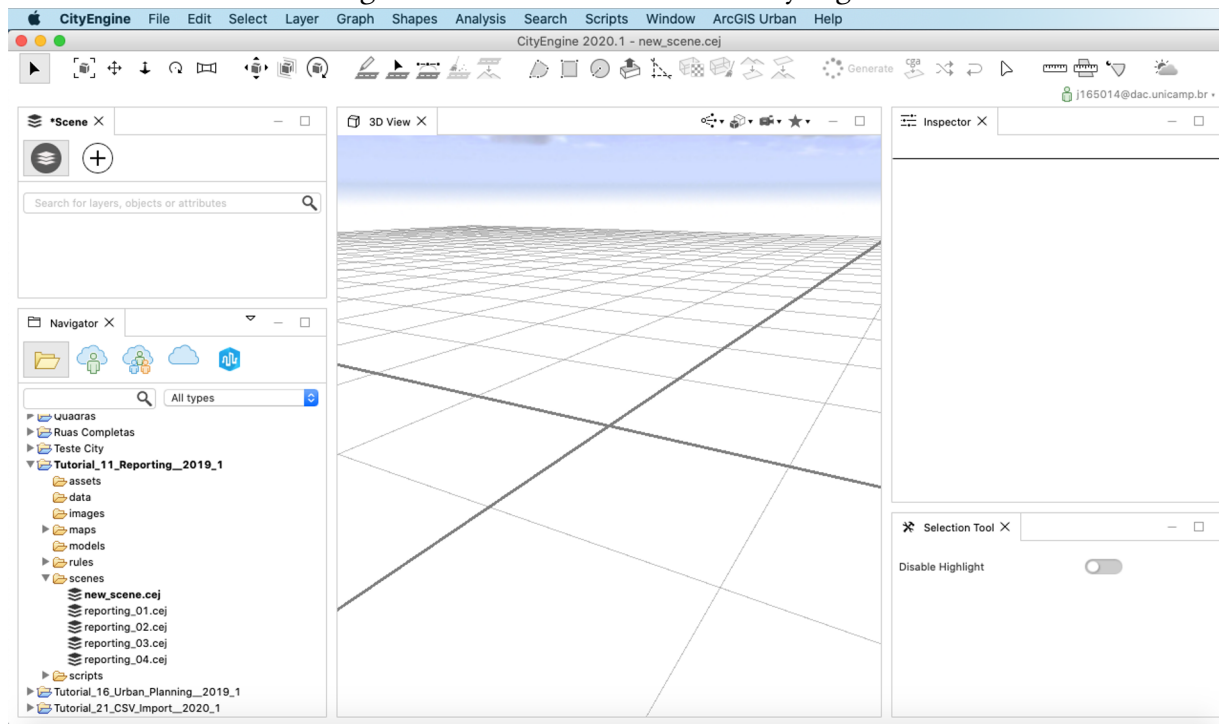 CityEngine File Edit Select Layer Graph Shapes Analysis Search Scripts Window ArcGIS Urban Help
CityEngine 2020.1 - new_scene.cej
Generate
cga
j165014@dac.unicamp.br
*Scene
Search for layers, objects or attributes
Navigator
All types
Quadras
Ruas Completas
Teste City
Tutorial_11_Reporting__2019_1
assets
data
images
maps
models
rules
scenes
new_scene.cej
reporting_01.cej
reporting_02.cej
reporting_03.cej
reporting_04.cej
scripts
Tutorial_16_Urban_Planning__2019_1
Tutorial_21_CSV_Import__2020_1
3D View
Inspector
Selection Tool
Disable Highlight